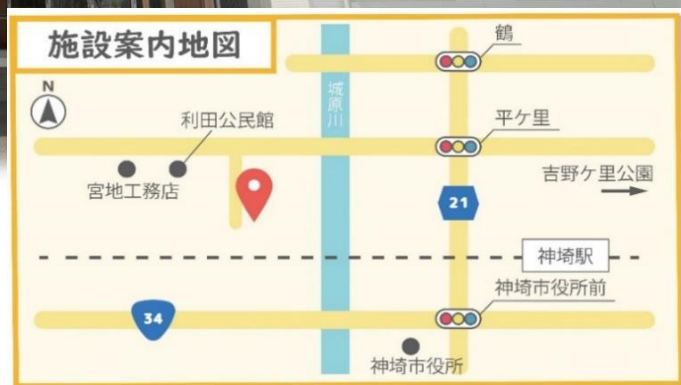 施設案内地図
鶴
N
城原川
利田公民館
平ケ里
宮地工務店
吉野ケ里公園
21
神埼駅
神埼市役所前
34
神埼市役所